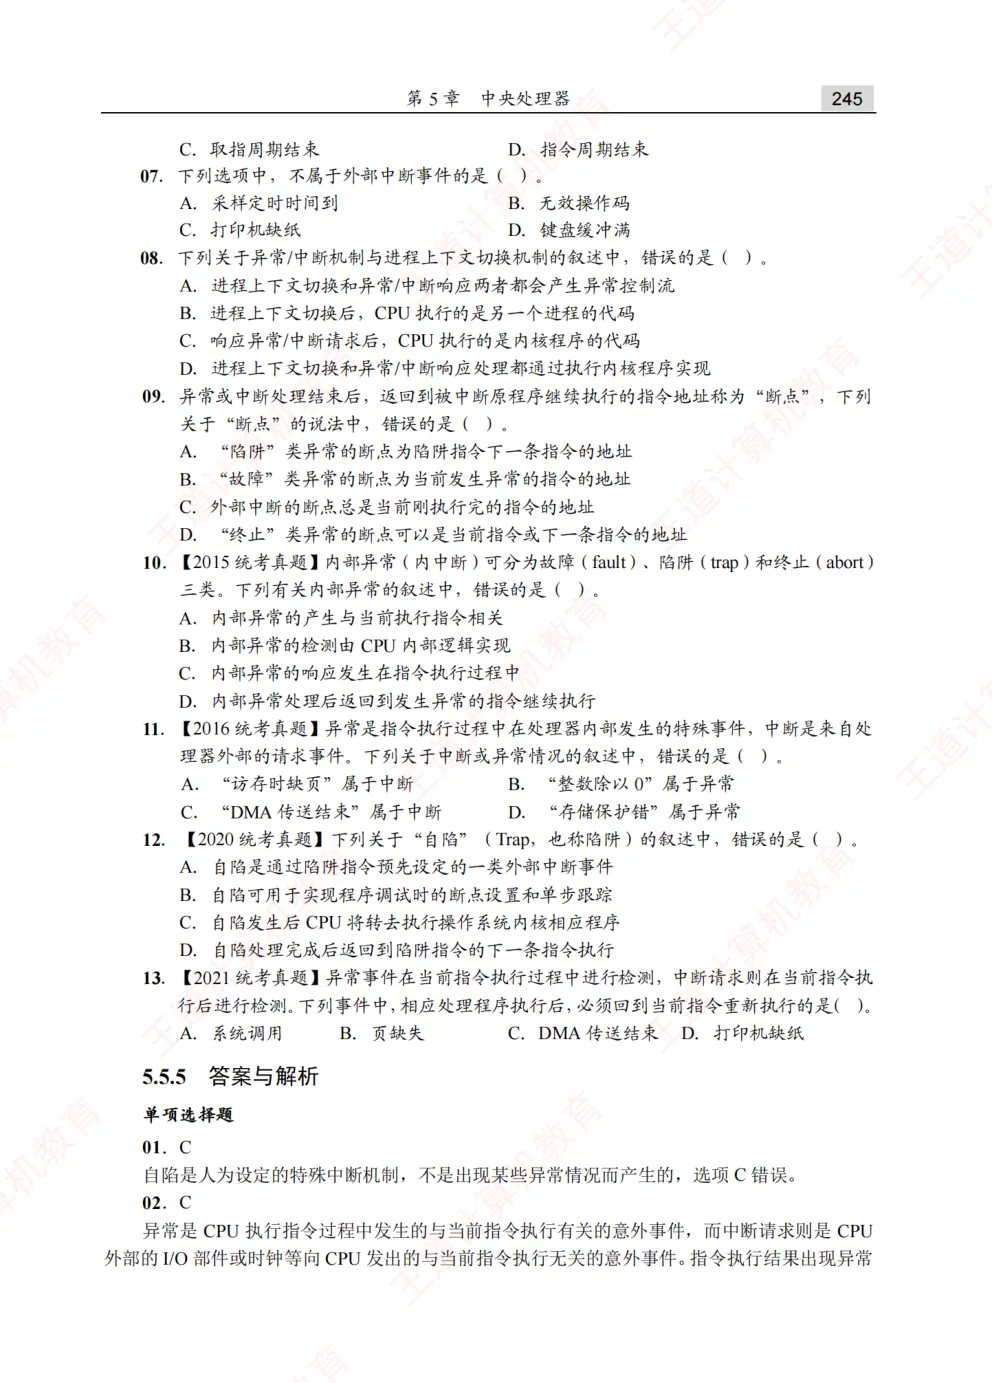 第 5 章 中央处理器 245
C. 取指周期结束 D. 指令周期结束
07. 下列选项中，不属于外部中断事件的是（ ）。
A. 采样定时时间到 B. 无效操作码
C. 打印机缺纸 D. 键盘缓冲满
08. 下列关于异常/中断机制与进程上下文切换机制的叙述中，错误的是（ ）。
A. 进程上下文切换和异常/中断响应两者都会产生异常控制流
B. 进程上下文切换后，CPU 执行的是另一个进程的代码
C. 响应异常/中断请求后，CPU 执行的是内核程序的代码
D. 进程上下文切换和异常/中断响应处理都通过执行内核程序实现
09. 异常或中断处理结束后，返回到被中断原程序继续执行的指令地址称为“断点”，下列
关于“断点”的说法中，错误的是（ ）。
A. “陷阱”类异常的断点为陷阱指令下一条指令的地址
B. “故障”类异常的断点为当前发生异常的指令的地址
C. 外部中断的断点总是当前刚执行完的指令的地址
D. “终止”类异常的断点可以是当前指令或下一条指令的地址
10. 【2015 统考真题】内部异常（内中断）可分为故障（fault）、陷阱（trap）和终止（abort）
三类。下列有关内部异常的叙述中，错误的是（ ）。
A. 内部异常的产生与当前执行指令相关
B. 内部异常的检测由 CPU 内部逻辑实现
C. 内部异常的响应发生在指令执行过程中
D. 内部异常处理后返回到发生异常的指令继续执行
11. 【2016 统考真题】异常是指令执行过程中在处理器内部发生的特殊事件，中断是来自处
理器外部的请求事件。下列关于中断或异常情况的叙述中，错误的是（ ）。
A. “访存时缺页”属于中断 B. “整数除以 0”属于异常
C. “DMA 传送结束”属于中断 D. “存储保护错”属于异常
12. 【2020 统考真题】下列关于“自陷”（Trap，也称陷阱）的叙述中，错误的是（ ）。
A. 自陷是通过陷阱指令预先设定的一类外部中断事件
B. 自陷可用于实现程序调试时的断点设置和单步跟踪
C. 自陷发生后 CPU 将转去执行操作系统内核相应程序
D. 自陷处理完成后返回到陷阱指令的下一条指令执行
13. 【2021 统考真题】异常事件在当前指令执行过程中进行检测，中断请求则在当前指令执
行后进行检测。下列事件中，相应处理程序执行后，必须回到当前指令重新执行的是（ ）。
A. 系统调用 B. 页缺失 C. DMA 传送结束 D. 打印机缺纸
5.5.5 答案与解析
单项选择题
01. C
自陷是人为设定的特殊中断机制，不是出现某些异常情况而产生的，选项 C 错误。
02. C
异常是 CPU 执行指令过程中发生的与当前指令执行有关的意外事件，而中断请求则是 CPU
外部的 I/O 部件或时钟等向 CPU 发出的与当前指令执行无关的意外事件。指令执行结果出现异常